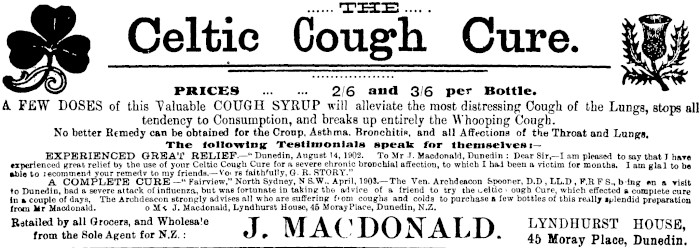 THE
Celtic Cough Cure.
PRICES ... ... 2/6 and 3/6 per Bottle.
A FEW DOSES of this Valuable COUGH SYRUP will alleviate the most distressing Cough of the Lungs, stops all
tendency to Consumption, and breaks up entirely the Whooping Cough.
No better Remedy can be obtained for the Croup, Asthma, Bronchitis, and all Affections of the Throat and Lungs.
The following Testimonials speak for themselves:-
EXPERIENCED GREAT RELIEF.—"Dunedin, August 14, 1902. To Mr J. Macdonald, Dunedin: Dear Sir,—I am pleased to say that I have
experienced great relief by the use of your Celtic Cough Cure for a severe chronic bronchial affection, to which I had been a victim for months. I am glad to be
able to recommend your remedy to my friends.—Yours faithfully, G. R. STORY."
A COMPLETE CURE—"Fairview," North Sydney, N.S.W., April, 1903.—The Ven. Archdeacon Spooner, D.D., LL.D., F.R.F.S., being on a visit
to Dunedin, had a severe attack of influenza, but was fortunate in taking the advice of a friend to try the Celtic Cough Cure, which effected a complete cure
in a couple of days. The Archdeacon strongly advises all who are suffering from coughs and colds to purchase a few bottles of this really splendid preparation
from Mr Macdonald. J. Macdonald, Lyndhurst House, 45 Moray Place, Dunedin, N.Z.
Retailed by all Grocers, and Wholesale
from the Sole Agent for N.Z.:
J. MACDONALD.
LYNDHURST HOUSE,
45 Moray Place, Dunedin.